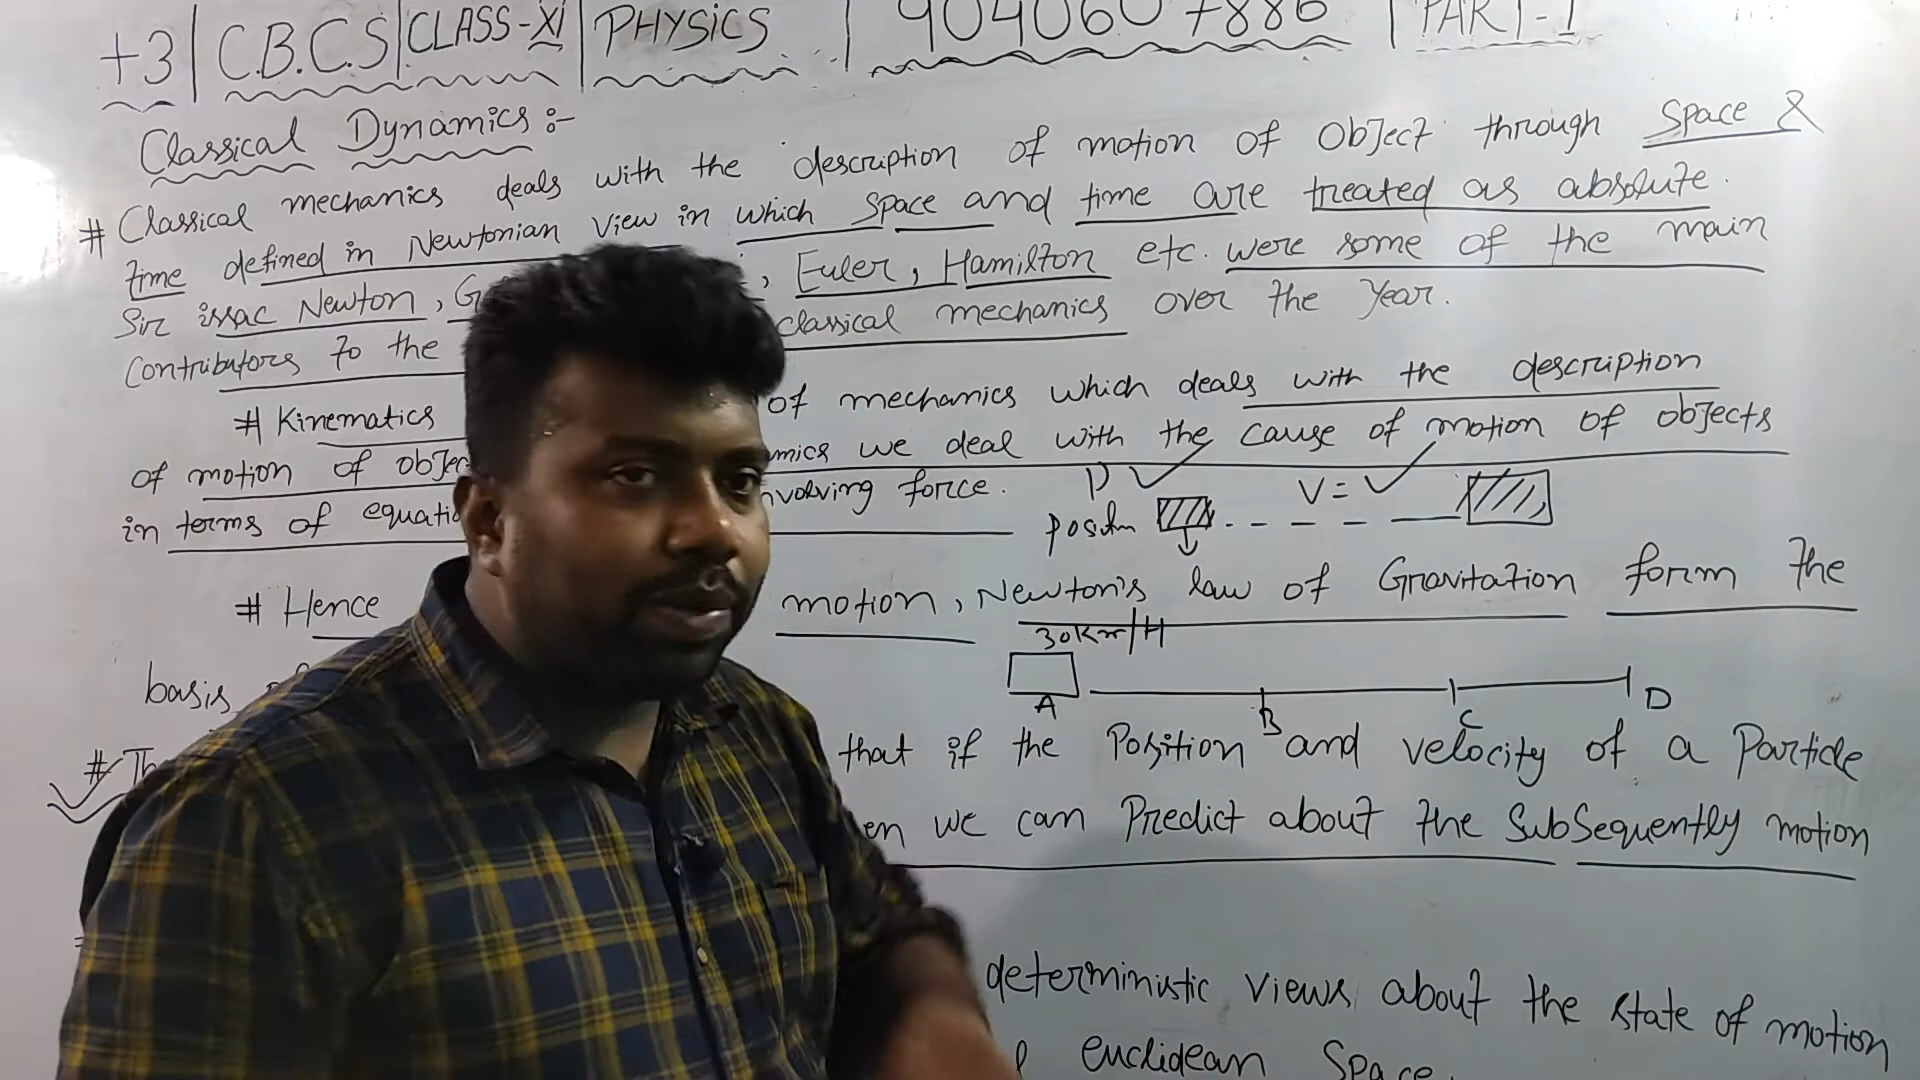 +3 | C.B.C.S | CLASS-XI | PHYSICS | 9040607886 | PART-1
Classical Dynamics :-
# Classical mechanics deals with the description of motion of object through space &
time defined in Newtonian view in which space and time are treated as absolute.
Sir issac Newton, G , Euler, Hamilton etc. were some of the main
Contributors to the classical mechanics over the year.
# Kinematics of mechanics which deals with the description
of motion of objec mics we deal with the cause of motion of objects
in terms of equatio nvolving force.
V =
position
# Hence motion, Newton's law of Gravitation form the
30Km/H
basis
A B C D
# Th that if the Position and velocity of a Particle
en we can Predict about the Subsequently motion
deterministic views about the state of motion
euclidean Space.